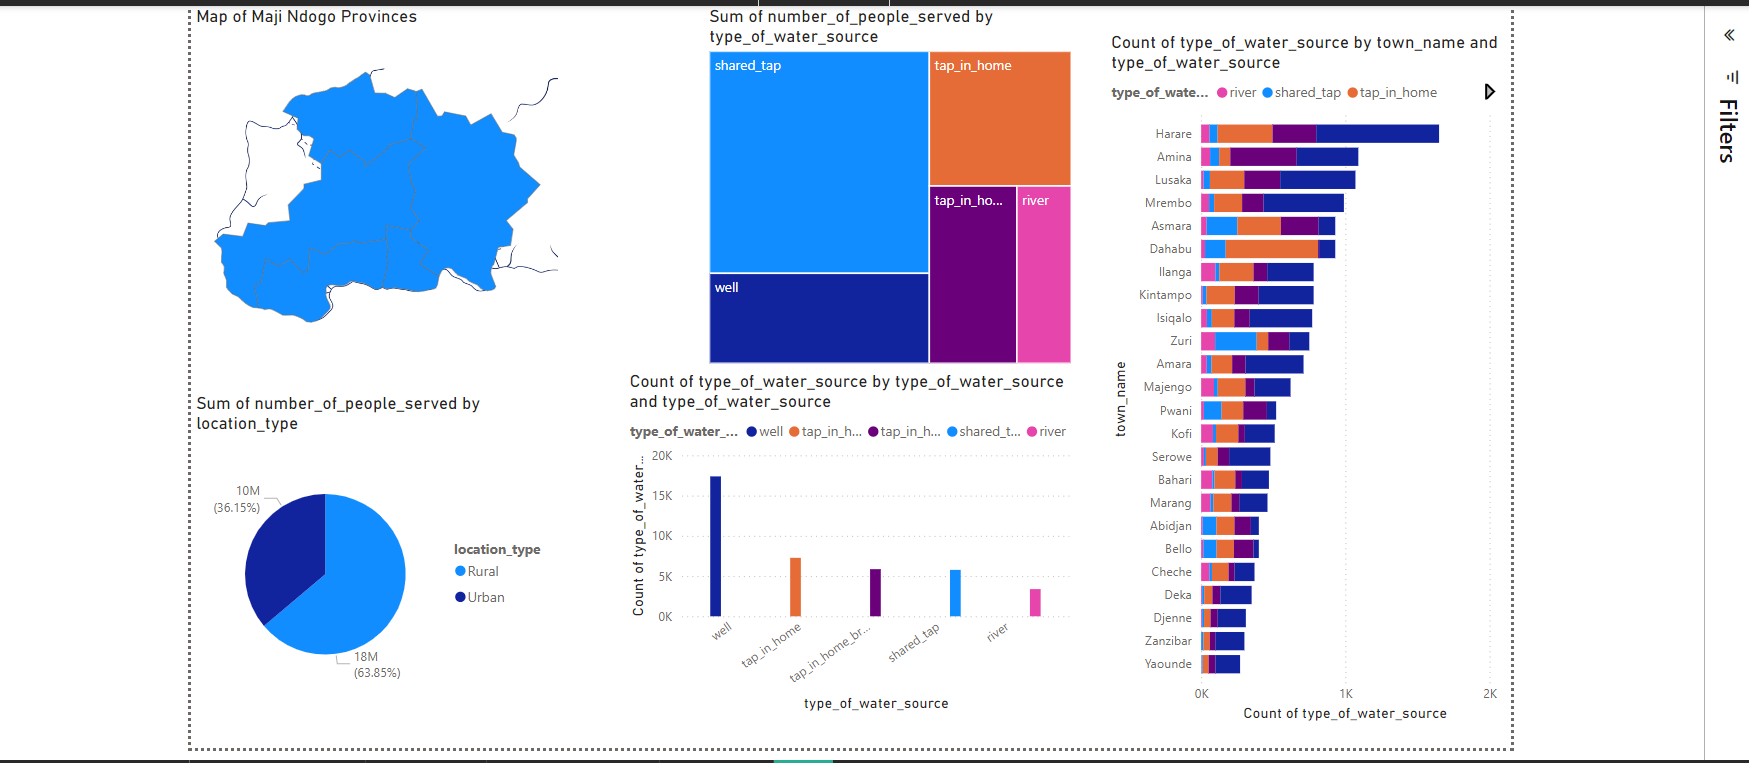 Map of Maji Ndogo Provinces
Sum of number_of_people_served by
location_type
10M
(36.15%)
18M
(63.85%)
location_type
Rural
Urban
Sum of number_of_people_served by
type_of_water_source
shared_tap
tap_in_home
well
tap_in_ho...
river
Count of type_of_water_source by type_of_water_source
and type_of_water_source
type_of_water_... well tap_in_h... tap_in_h... shared_t... river
Count of type_of_water...
20K
15K
10K
5K
0K
well
tap_in_home
tap_in_home_br...
shared_tap
river
type_of_water_source
Count of type_of_water_source by town_name and
type_of_water_source
type_of_wate... river shared_tap tap_in_home
town_name
Harare
Amina
Lusaka
Mrembo
Asmara
Dahabu
Ilanga
Kintampo
Isiqalo
Zuri
Amara
Majengo
Pwani
Kofi
Serowe
Bahari
Marang
Abidjan
Bello
Cheche
Deka
Djenne
Zanzibar
Yaounde
0K 1K 2K
Count of type_of_water_source
Filters